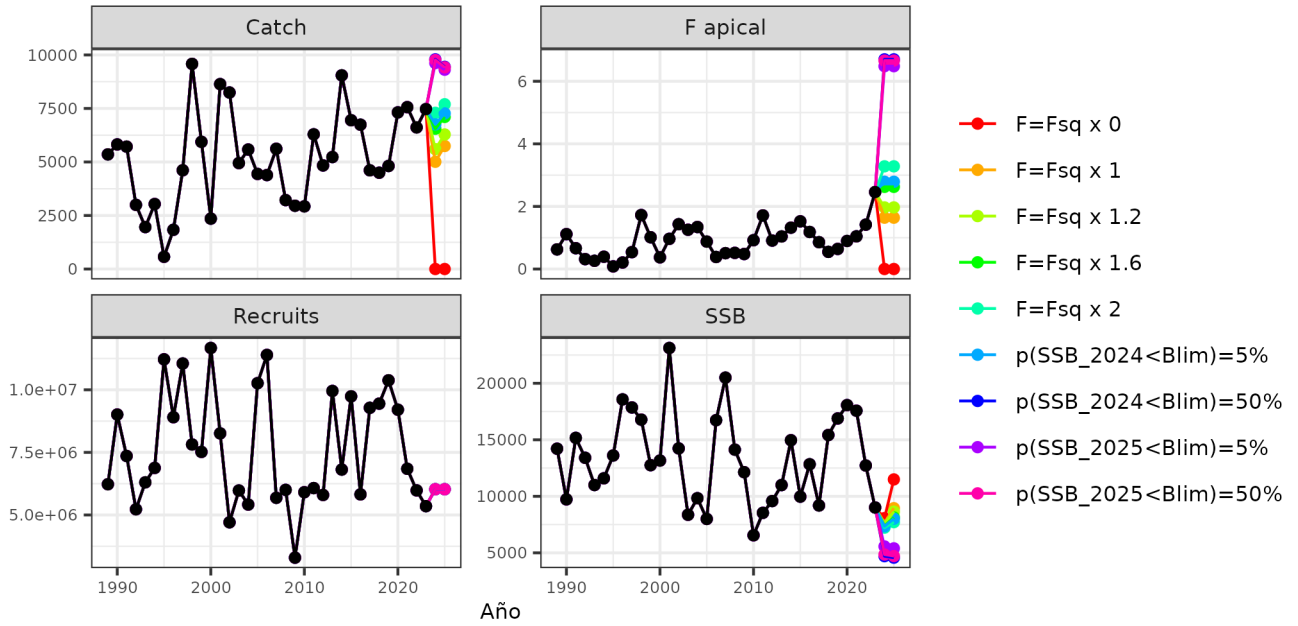 Catch
F apical
10000
7500
5000
2500
0
6
4
2
0
Recruits
SSB
1.0e+07
7.5e+06
5.0e+06
20000
15000
10000
5000
1990
2000
2010
2020
1990
2000
2010
2020
Año
F=Fsq x 0
F=Fsq x 1
F=Fsq x 1.2
F=Fsq x 1.6
F=Fsq x 2
p(SSB_2024<Blim)=5%
p(SSB_2024<Blim)=50%
p(SSB_2025<Blim)=5%
p(SSB_2025<Blim)=50%